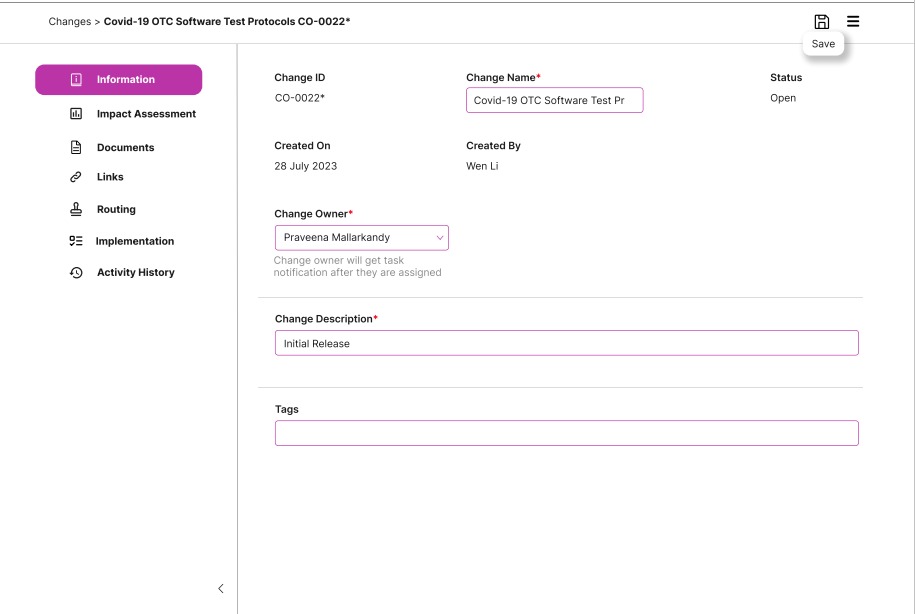 Changes > Covid-19 OTC Software Test Protocols CO-0022*
Save
Information
Impact Assessment
Documents
Links
Routing
Implementation
Activity History
Change ID
CO-0022*
Change Name*
Covid-19 OTC Software Test Pr
Status
Open
Created On
28 July 2023
Created By
Wen Li
Change Owner*
Praveena Mallarkandy
Change owner will get task
notification after they are assigned
Change Description*
Initial Release
Tags